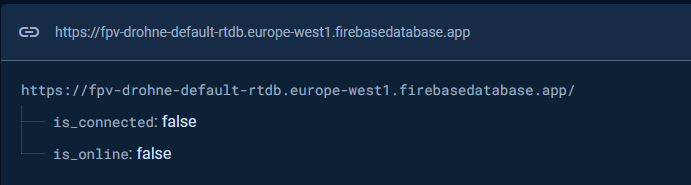 https://fpv-drohne-default-rtdb.europe-west1.firebasedatabase.app
https://fpv-drohne-default-rtdb.europe-west1.firebasedatabase.app/
is_connected: false
is_online: false